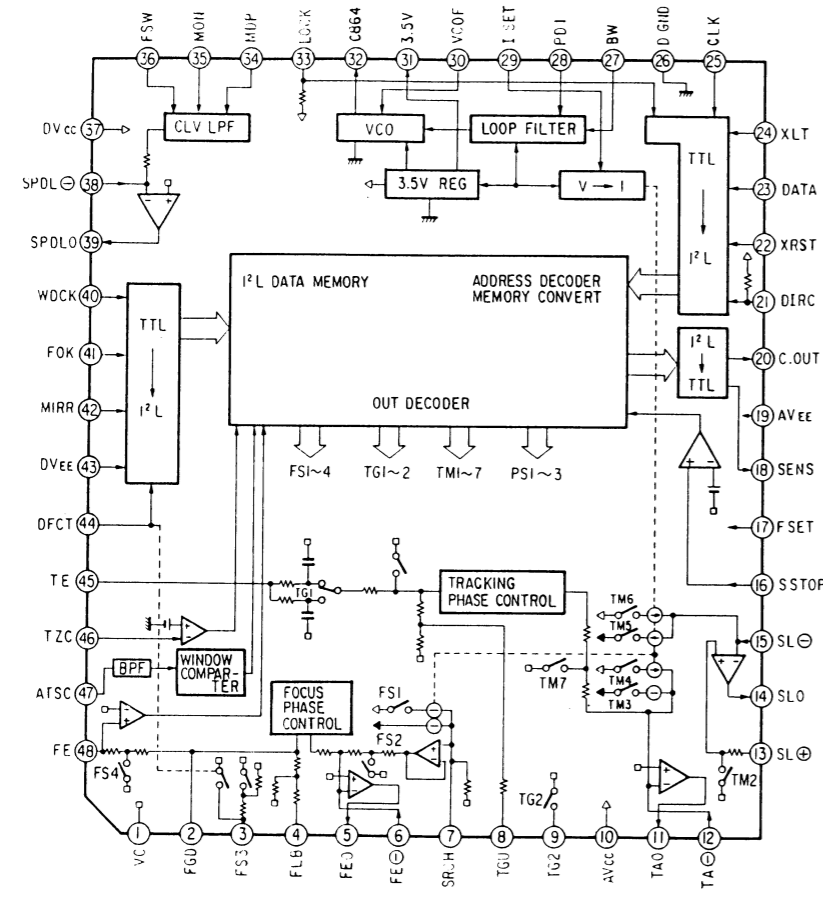 FSW
MON
MDP
LOCK
C864
3.5V
VCOF
I SET
PDI
BW
D GND
CLK
36
35
34
33
32
31
30
29
28
27
26
25
DVCC 37
SPDL⊖ 38
SPDLO 39
WDCK 40
FOK 41
MIRR 42
DVEE 43
DFCT 44
TE 45
TZC 46
ATSC 47
FE 48
CLV LPF
VCO
LOOP FILTER
3.5V REG
V → I
TTL
I²L
24 XLT
23 DATA
22 XRST
21 DIRC
20 C.OUT
19 AVEE
18 SENS
17 FSET
16 SSTOP
15 SL⊖
14 SLO
13 SL⊕
I²L DATA MEMORY
ADDRESS DECODER
MEMORY CONVERT
OUT DECODER
TTL
I²L
I²L
TTL
FS1~4
TG1~2
TM1~7
PS1~3
TG1
TRACKING
PHASE CONTROL
TM6
TM5
TM7
TM4
TM3
TM2
BPF
WINDOW
COMPAR-
TER
FOCUS
PHASE
CONTROL
FS1
FS2
FS4
TG2
1
2
3
4
5
6
7
8
9
10
11
12
VC
FGD
FS3
FLB
FEO
FE⊖
SRCH
TGU
TG2
AVCC
TAO
TA⊖